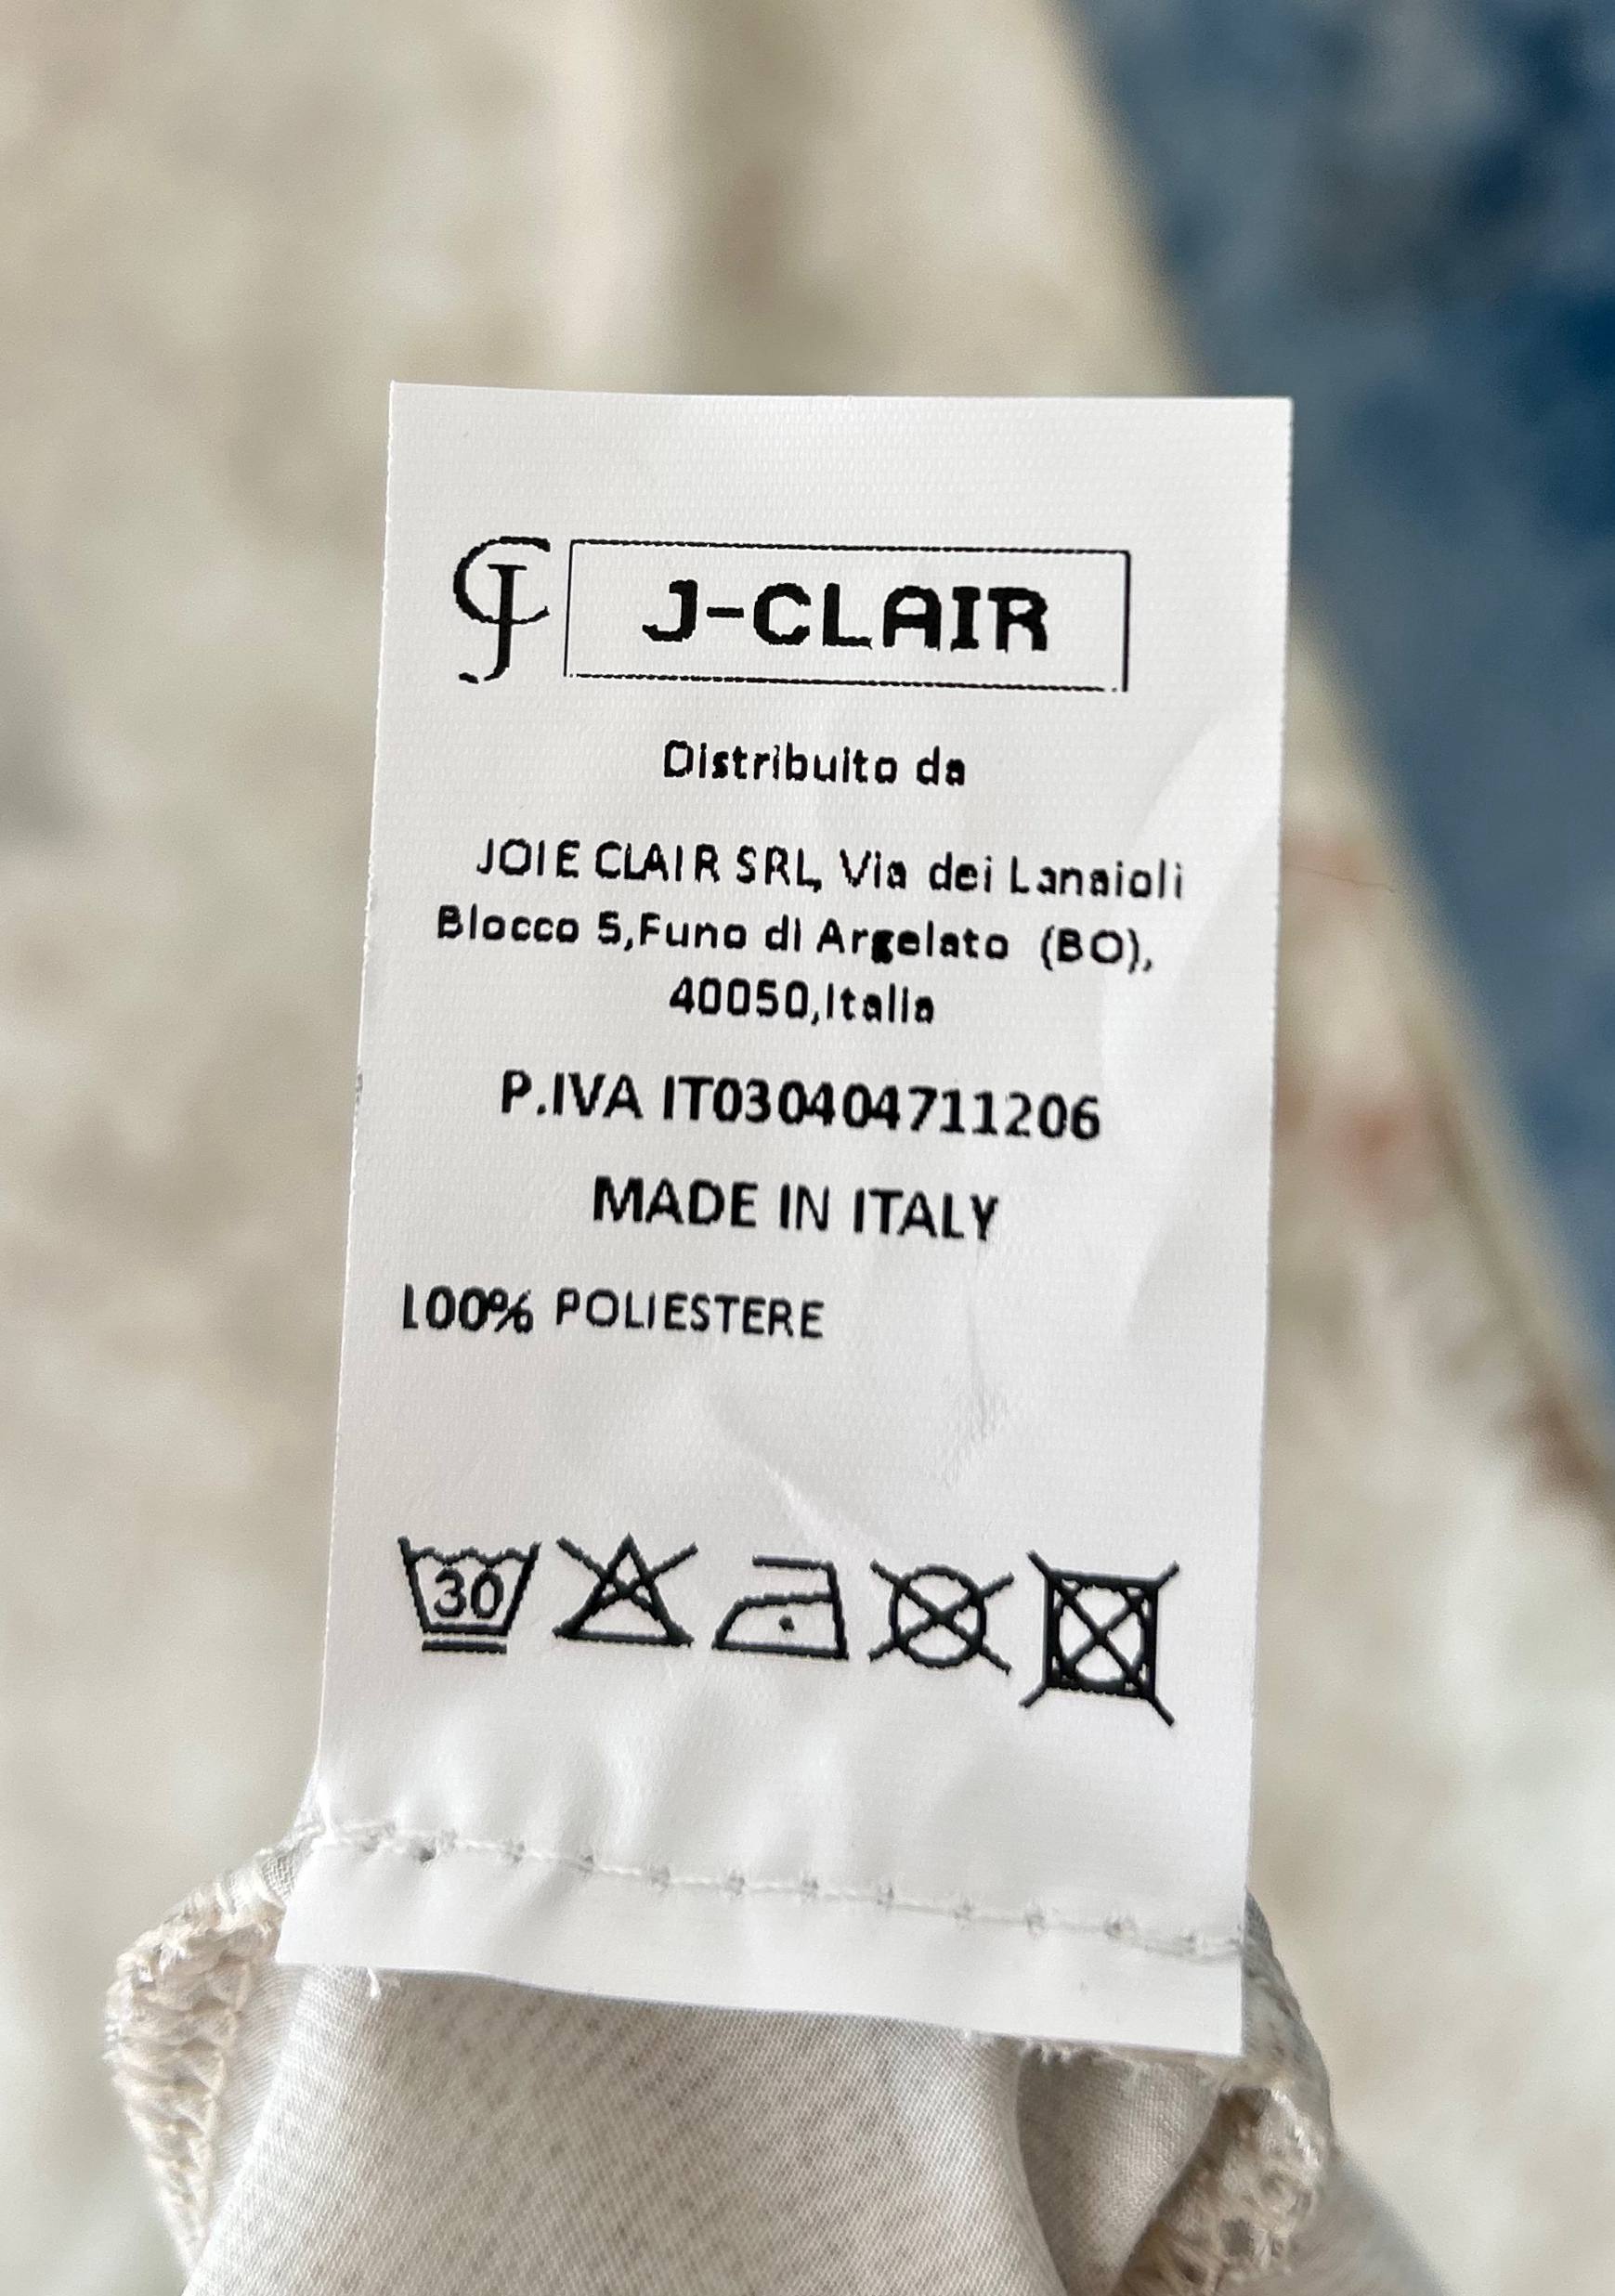 CJ J-CLAIR
Distribuito da
JOIE CLAIR SRL, Via dei Lanaioli
Blocco 5,Funo di Argelato (BO),
40050,Italia
P.IVA IT030404711206
MADE IN ITALY
100% POLIESTERE
30